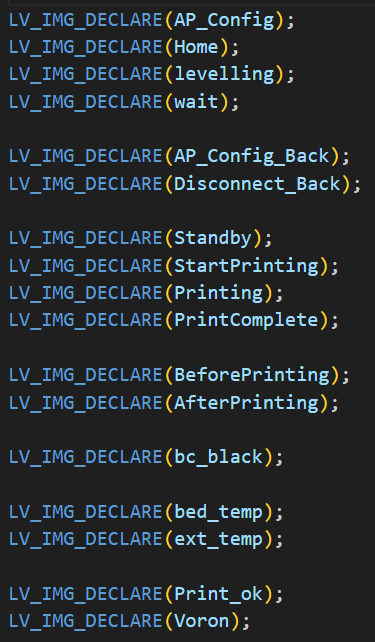 LV_IMG_DECLARE(AP_Config);
LV_IMG_DECLARE(Home);
LV_IMG_DECLARE(levelling);
LV_IMG_DECLARE(wait);
LV_IMG_DECLARE(AP_Config_Back);
LV_IMG_DECLARE(Disconnect_Back);
LV_IMG_DECLARE(Standby);
LV_IMG_DECLARE(StartPrinting);
LV_IMG_DECLARE(Printing);
LV_IMG_DECLARE(PrintComplete);
LV_IMG_DECLARE(BeforePrinting);
LV_IMG_DECLARE(AfterPrinting);
LV_IMG_DECLARE(bc_black);
LV_IMG_DECLARE(bed_temp);
LV_IMG_DECLARE(ext_temp);
LV_IMG_DECLARE(Print_ok);
LV_IMG_DECLARE(Voron);